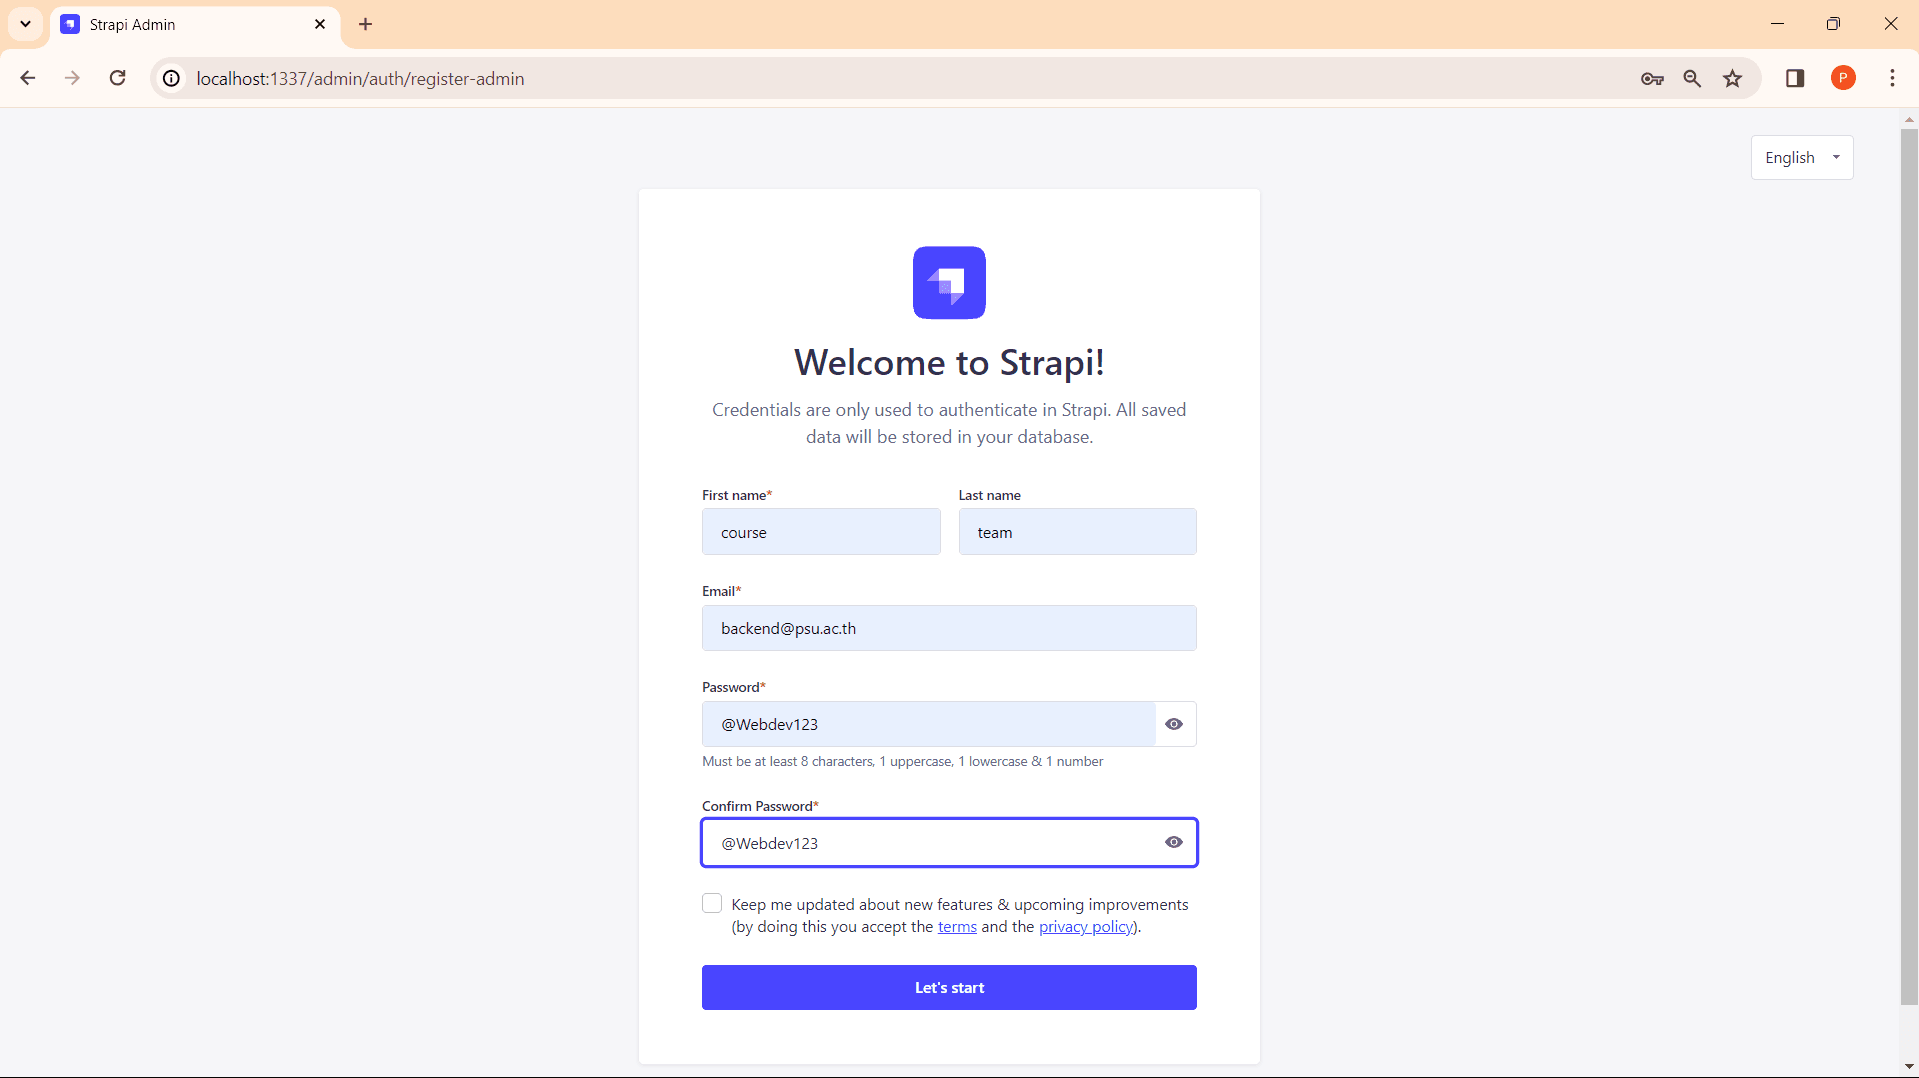 Strapi Admin
localhost:1337/admin/auth/register-admin
P
English
Welcome to Strapi!
Credentials are only used to authenticate in Strapi. All saved
data will be stored in your database.
First name* Last name
course team
Email*
backend@psu.ac.th
Password*
@Webdev123
Must be at least 8 characters, 1 uppercase, 1 lowercase & 1 number
Confirm Password*
@Webdev123
Keep me updated about new features & upcoming improvements
(by doing this you accept the terms and the privacy policy).
Let's start